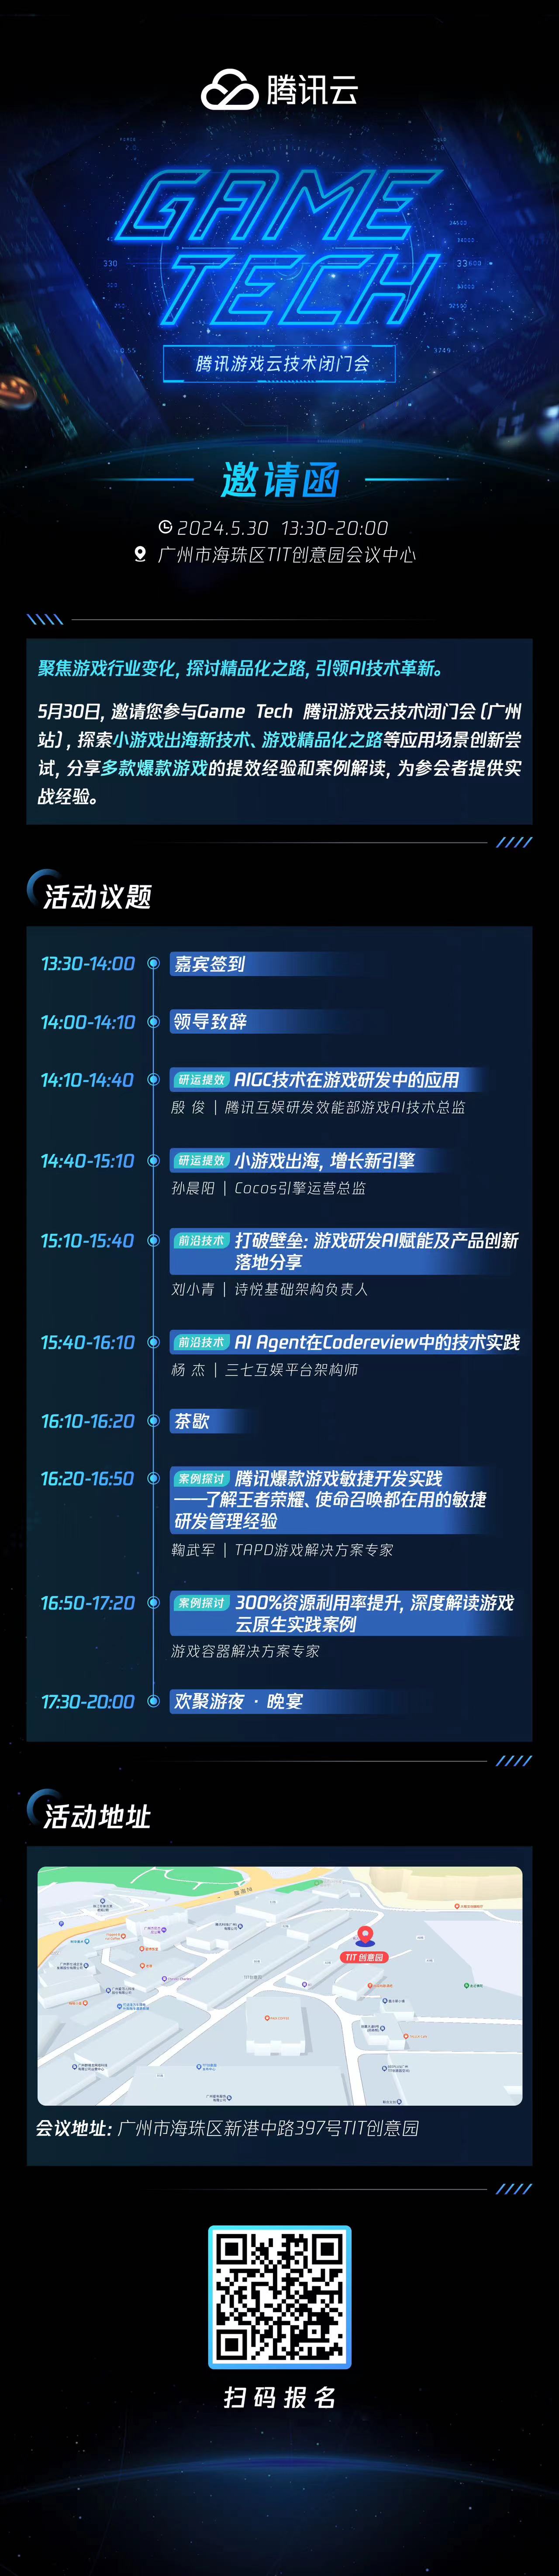 腾讯云
GAME
TECH
腾讯游戏云技术闭门会
邀请函
2024.5.30 13:30-20:00
广州市海珠区TIT创意园会议中心
聚焦游戏行业变化, 探讨精品化之路, 引领AI技术革新。
5月30日, 邀请您参与Game Tech 腾讯游戏云技术闭门会 (广州
站) , 探索小游戏出海新技术、游戏精品化之路等应用场景创新尝
试, 分享多款爆款游戏的提效经验和案例解读, 为参会者提供实
战经验。
活动议题
13:30-14:00 嘉宾签到
14:00-14:10 领导致辞
14:10-14:40 研运提效 AIGC技术在游戏研发中的应用
殷 俊 | 腾讯互娱研发效能部游戏AI技术总监
14:40-15:10 研运提效 小游戏出海, 增长新引擎
孙晨阳 | Cocos引擎运营总监
15:10-15:40 前沿技术 打破壁垒: 游戏研发AI赋能及产品创新
落地分享
刘小青 | 诗悦基础架构负责人
15:40-16:10 前沿技术 AI Agent在Codereview中的技术实践
杨 杰 | 三七互娱平台架构师
16:10-16:20 茶歇
16:20-16:50 案例探讨 腾讯爆款游戏敏捷开发实践
——了解王者荣耀、使命召唤都在用的敏捷
研发管理经验
鞠武军 | TAPD游戏解决方案专家
16:50-17:20 案例探讨 300%资源利用率提升, 深度解读游戏
云原生实践案例
游戏容器解决方案专家
17:30-20:00 欢聚游夜 · 晚宴
活动地址
TIT 创意园
会议地址: 广州市海珠区新港中路397号TIT创意园
扫码报名